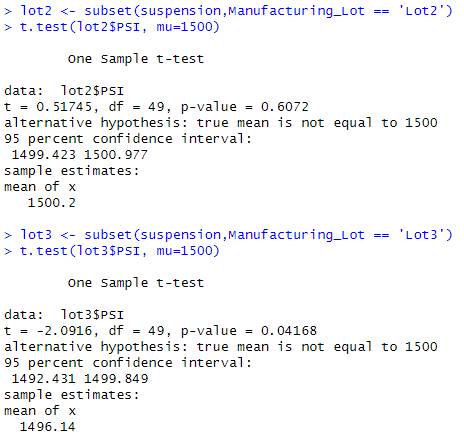 > lot2 <- subset(suspension,Manufacturing_Lot == 'Lot2')
> t.test(lot2$PSI, mu=1500)
One Sample t-test
data:  lot2$PSI
t = 0.51745, df = 49, p-value = 0.6072
alternative hypothesis: true mean is not equal to 1500
95 percent confidence interval:
1499.423 1500.977
sample estimates:
mean of x
1500.2
> lot3 <- subset(suspension,Manufacturing_Lot == 'Lot3')
> t.test(lot3$PSI, mu=1500)
One Sample t-test
data:  lot3$PSI
t = -2.0916, df = 49, p-value = 0.04168
alternative hypothesis: true mean is not equal to 1500
95 percent confidence interval:
1492.431 1499.849
sample estimates:
mean of x
1496.14